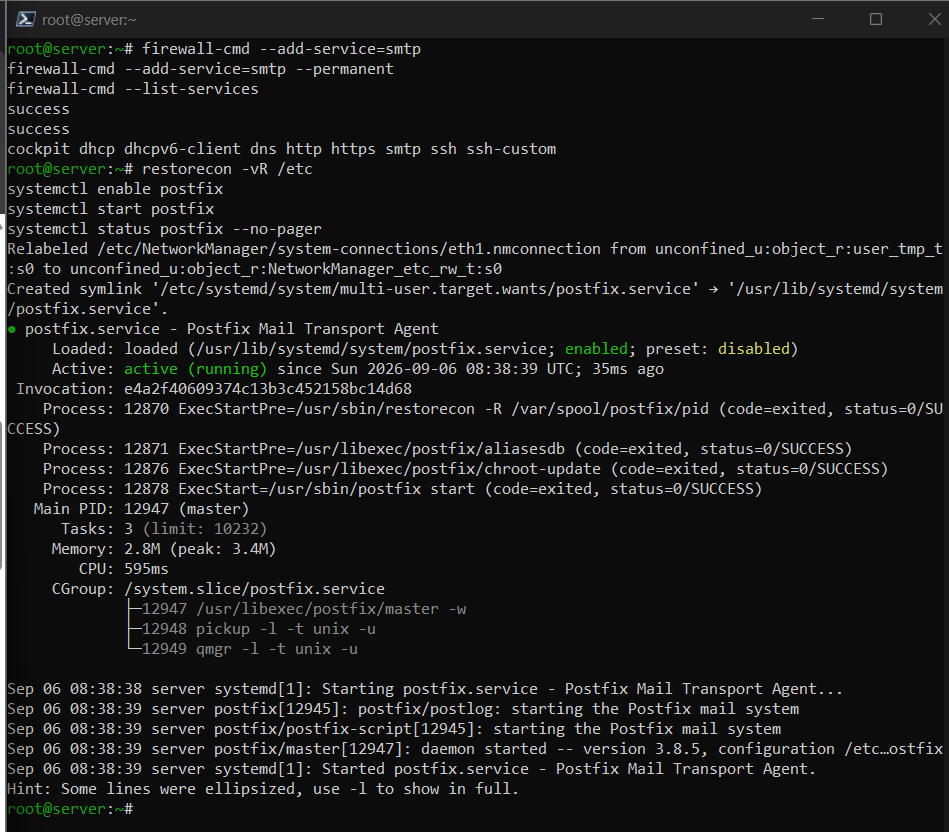 root@server:~
root@server:~# firewall-cmd --add-service=smtp
firewall-cmd --add-service=smtp --permanent
firewall-cmd --list-services
success
success
cockpit dhcp dhcpv6-client dns http https smtp ssh ssh-custom
root@server:~# restorecon -vR /etc
systemctl enable postfix
systemctl start postfix
systemctl status postfix --no-pager
Relabeled /etc/NetworkManager/system-connections/eth1.nmconnection from unconfined_u:object_r:user_tmp_t
:s0 to unconfined_u:object_r:NetworkManager_etc_rw_t:s0
Created symlink '/etc/systemd/system/multi-user.target.wants/postfix.service' → '/usr/lib/systemd/system
/postfix.service'.
● postfix.service - Postfix Mail Transport Agent
     Loaded: loaded (/usr/lib/systemd/system/postfix.service; enabled; preset: disabled)
     Active: active (running) since Sun 2026-09-06 08:38:39 UTC; 35ms ago
 Invocation: e4a2f40609374c13b3c452158bc14d68
    Process: 12870 ExecStartPre=/usr/sbin/restorecon -R /var/spool/postfix/pid (code=exited, status=0/SU
CCESS)
    Process: 12871 ExecStartPre=/usr/libexec/postfix/aliasesdb (code=exited, status=0/SUCCESS)
    Process: 12876 ExecStartPre=/usr/libexec/postfix/chroot-update (code=exited, status=0/SUCCESS)
    Process: 12878 ExecStart=/usr/sbin/postfix start (code=exited, status=0/SUCCESS)
   Main PID: 12947 (master)
      Tasks: 3 (limit: 10232)
     Memory: 2.8M (peak: 3.4M)
        CPU: 595ms
     CGroup: /system.slice/postfix.service
             ├─12947 /usr/libexec/postfix/master -w
             ├─12948 pickup -l -t unix -u
             └─12949 qmgr -l -t unix -u

Sep 06 08:38:38 server systemd[1]: Starting postfix.service - Postfix Mail Transport Agent...
Sep 06 08:38:39 server postfix[12945]: postfix/postlog: starting the Postfix mail system
Sep 06 08:38:39 server postfix/postfix-script[12945]: starting the Postfix mail system
Sep 06 08:38:39 server postfix/master[12947]: daemon started -- version 3.8.5, configuration /etc…ostfix
Sep 06 08:38:39 server systemd[1]: Started postfix.service - Postfix Mail Transport Agent.
Hint: Some lines were ellipsized, use -l to show in full.
root@server:~#